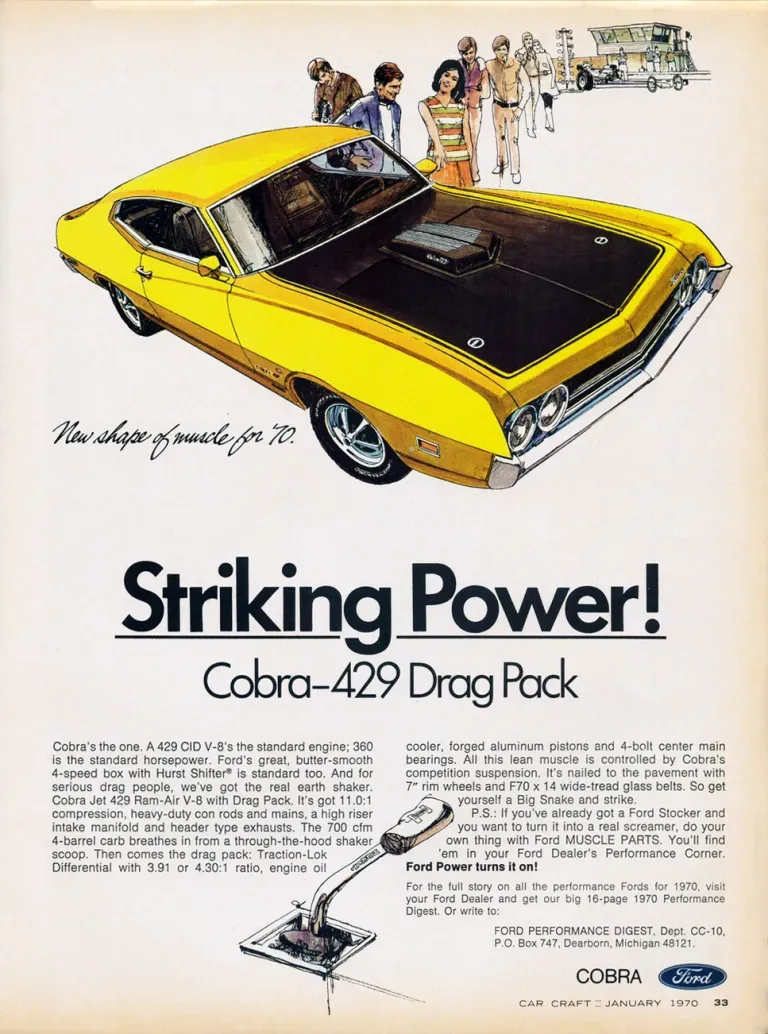 New shape of muscle for '70.
Striking Power!
Cobra-429 Drag Pack
Cobra's the one. A 429 CID V-8's the standard engine; 360
is the standard horsepower. Ford's great, butter-smooth
4-speed box with Hurst Shifter® is standard too. And for
serious drag people, we've got the real earth shaker.
Cobra Jet 429 Ram-Air V-8 with Drag Pack. It's got 11.0:1
compression, heavy-duty con rods and mains, a high riser
intake manifold and header type exhausts. The 700 cfm
4-barrel carb breathes in from a through-the-hood shaker
scoop. Then comes the drag pack: Traction-Lok
Differential with 3.91 or 4.30:1 ratio, engine oil
cooler, forged aluminum pistons and 4-bolt center main
bearings. All this lean muscle is controlled by Cobra's
competition suspension. It's nailed to the pavement with
7" rim wheels and F70 x 14 wide-tread glass belts. So get
yourself a Big Snake and strike.
P.S.: If you've already got a Ford Stocker and
you want to turn it into a real screamer, do your
own thing with Ford MUSCLE PARTS. You'll find
'em in your Ford Dealer's Performance Corner.
Ford Power turns it on!
For the full story on all the performance Fords for 1970, visit
your Ford Dealer and get our big 16-page 1970 Performance
Digest. Or write to:
FORD PERFORMANCE DIGEST, Dept. CC-10,
P.O. Box 747, Dearborn, Michigan 48121.
COBRA Ford
CAR CRAFT JANUARY 1970 33